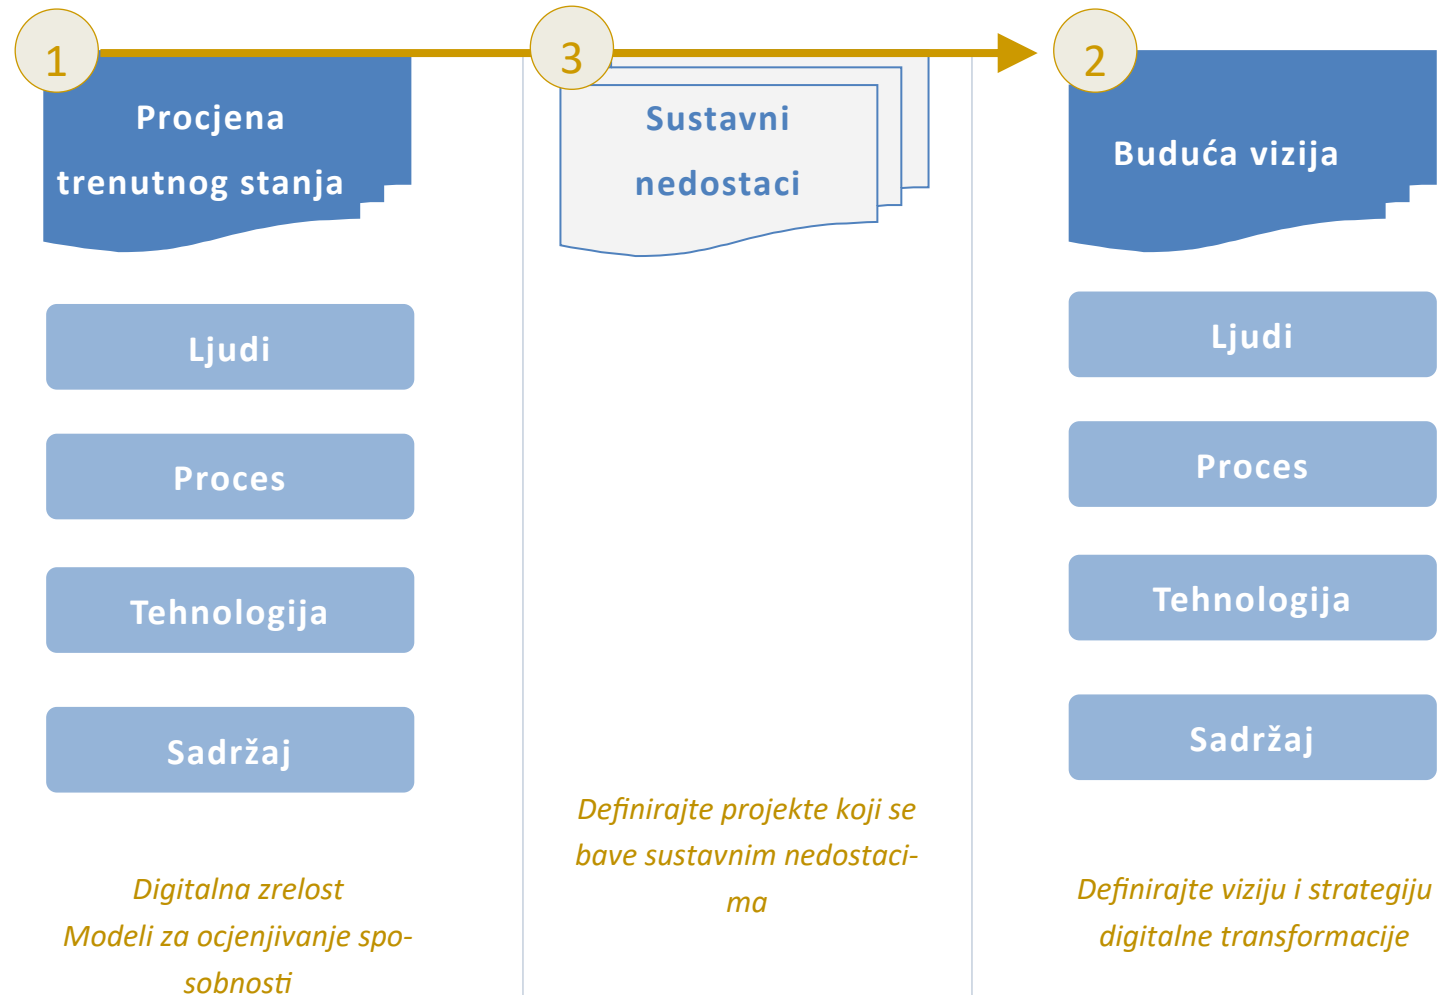 1
Procjena
trenutnog stanja
Ljudi
Proces
Tehnologija
Sadržaj
Digitalna zrelost
Modeli za ocjenjivanje spo-
sobnosti
3
Sustavni
nedostaci
Definirajte projekte koji se
bave sustavnim nedostaci-
ma
2
Buduća vizija
Ljudi
Proces
Tehnologija
Sadržaj
Definirajte viziju i strategiju
digitalne transformacije